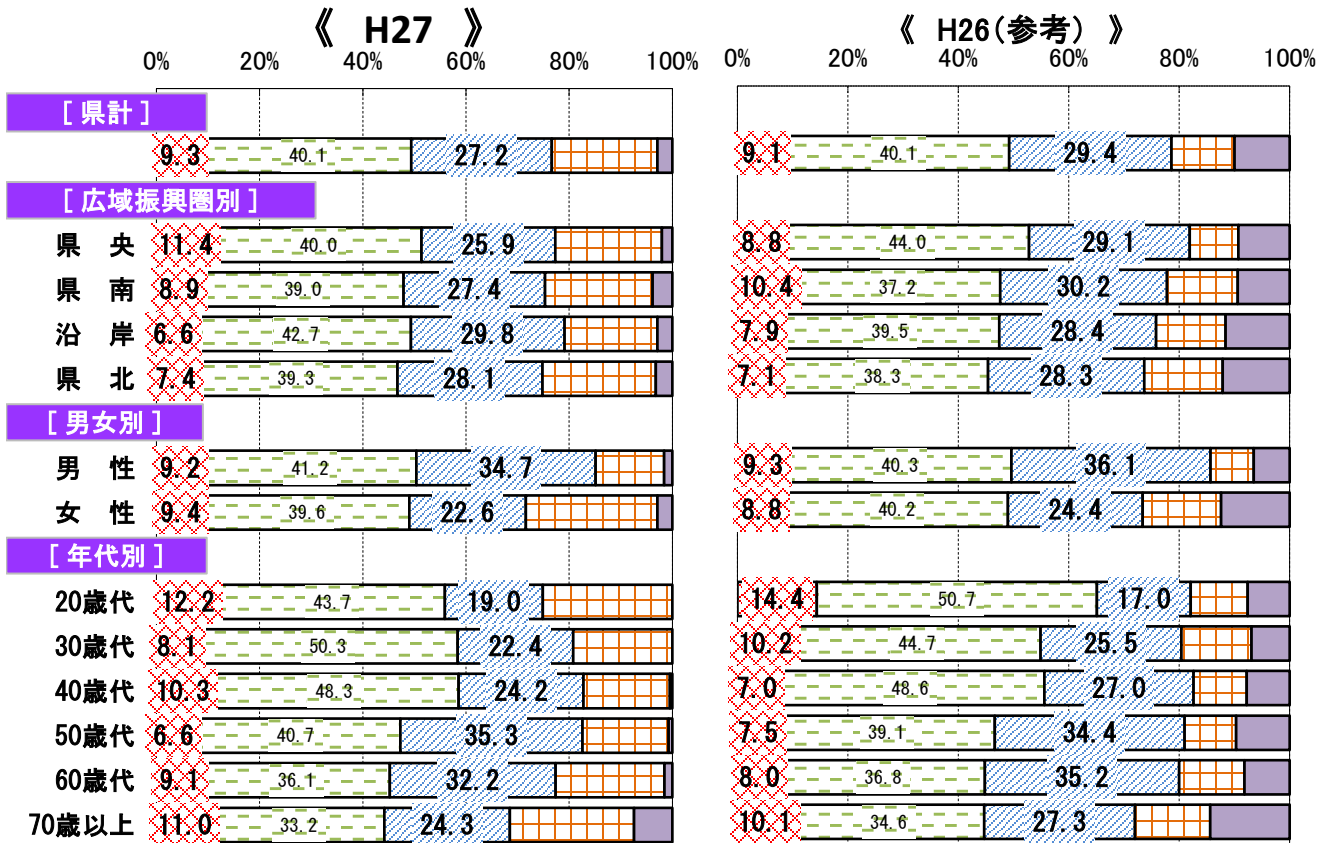 《 H27 》
《 H26(参考) 》
0% 20% 40% 60% 80% 100%
0% 20% 40% 60% 80% 100%
[ 県計 ]
9.3 40.1 27.2
9.1 40.1 29.4
[ 広域振興圏別 ]
県 央 11.4 40.0 25.9
8.8 44.0 29.1
県 南 8.9 39.0 27.4
10.4 37.2 30.2
沿 岸 6.6 42.7 29.8
7.9 39.5 28.4
県 北 7.4 39.3 28.1
7.1 38.3 28.3
[ 男女別 ]
男 性 9.2 41.2 34.7
9.3 40.3 36.1
女 性 9.4 39.6 22.6
8.8 40.2 24.4
[ 年代別 ]
20歳代 12.2 43.7 19.0
14.4 50.7 17.0
30歳代 8.1 50.3 22.4
10.2 44.7 25.5
40歳代 10.3 48.3 24.2
7.0 48.6 27.0
50歳代 6.6 40.7 35.3
7.5 39.1 34.4
60歳代 9.1 36.1 32.2
8.0 36.8 35.2
70歳以上 11.0 33.2 24.3
10.1 34.6 27.3